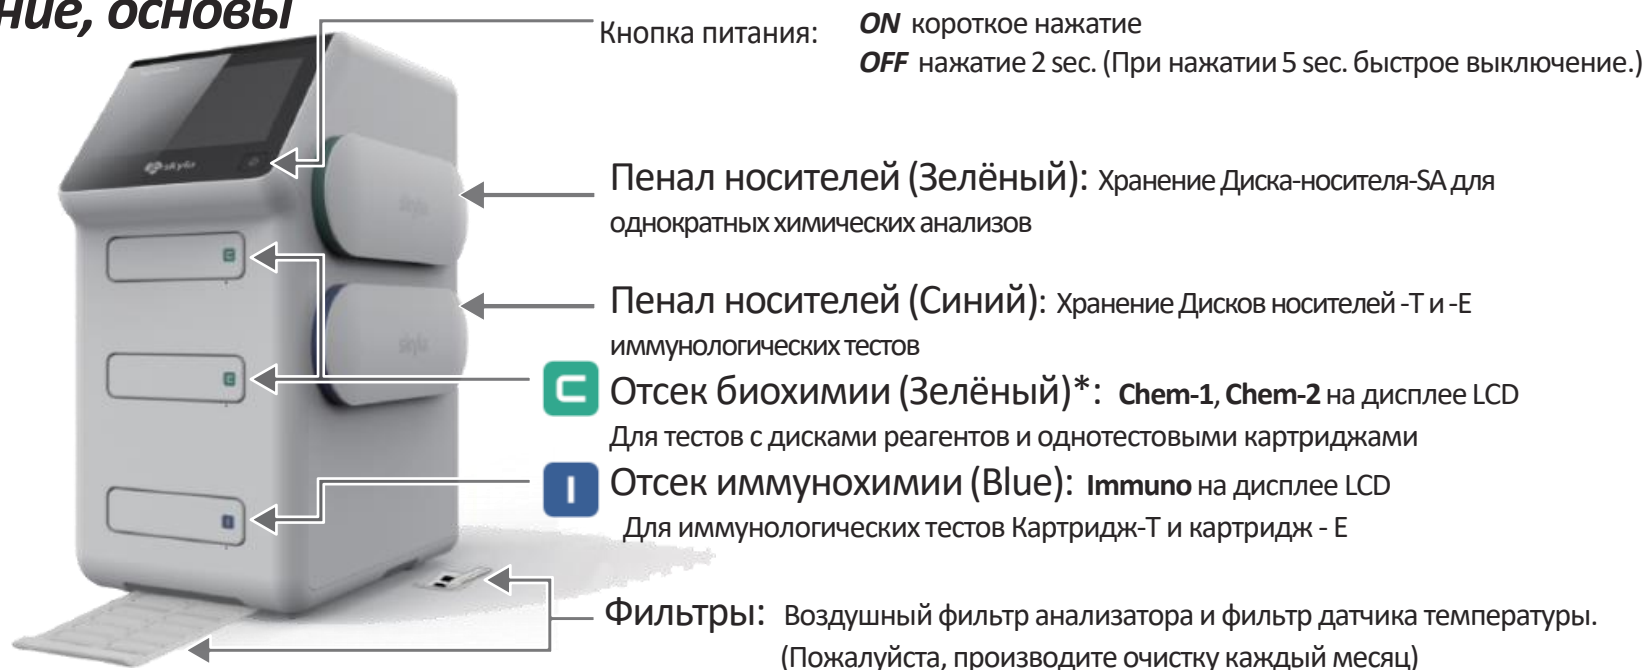 ние, основы
Кнопка питания:
ON короткое нажатие
OFF нажатие 2 sec. (При нажатии 5 sec. быстрое выключение.)
skyla
Пенал носителей (Зелёный): Хранение Диска-носителя-SA для
однократных химических анализов
skyla
Пенал носителей (Синий): Хранение Дисков носителей -T и -E
иммунологических тестов
skyla
C Отсек биохимии (Зелёный)*: Chem-1, Chem-2 на дисплее LCD
Для тестов с дисками реагентов и однотестовыми картриджами
I Отсек иммунохимии (Blue): Immuno на дисплее LCD
Для иммунологических тестов Картридж-T и картридж - E
Фильтры: Воздушный фильтр анализатора и фильтр датчика температуры.
(Пожалуйста, производите очистку каждый месяц)